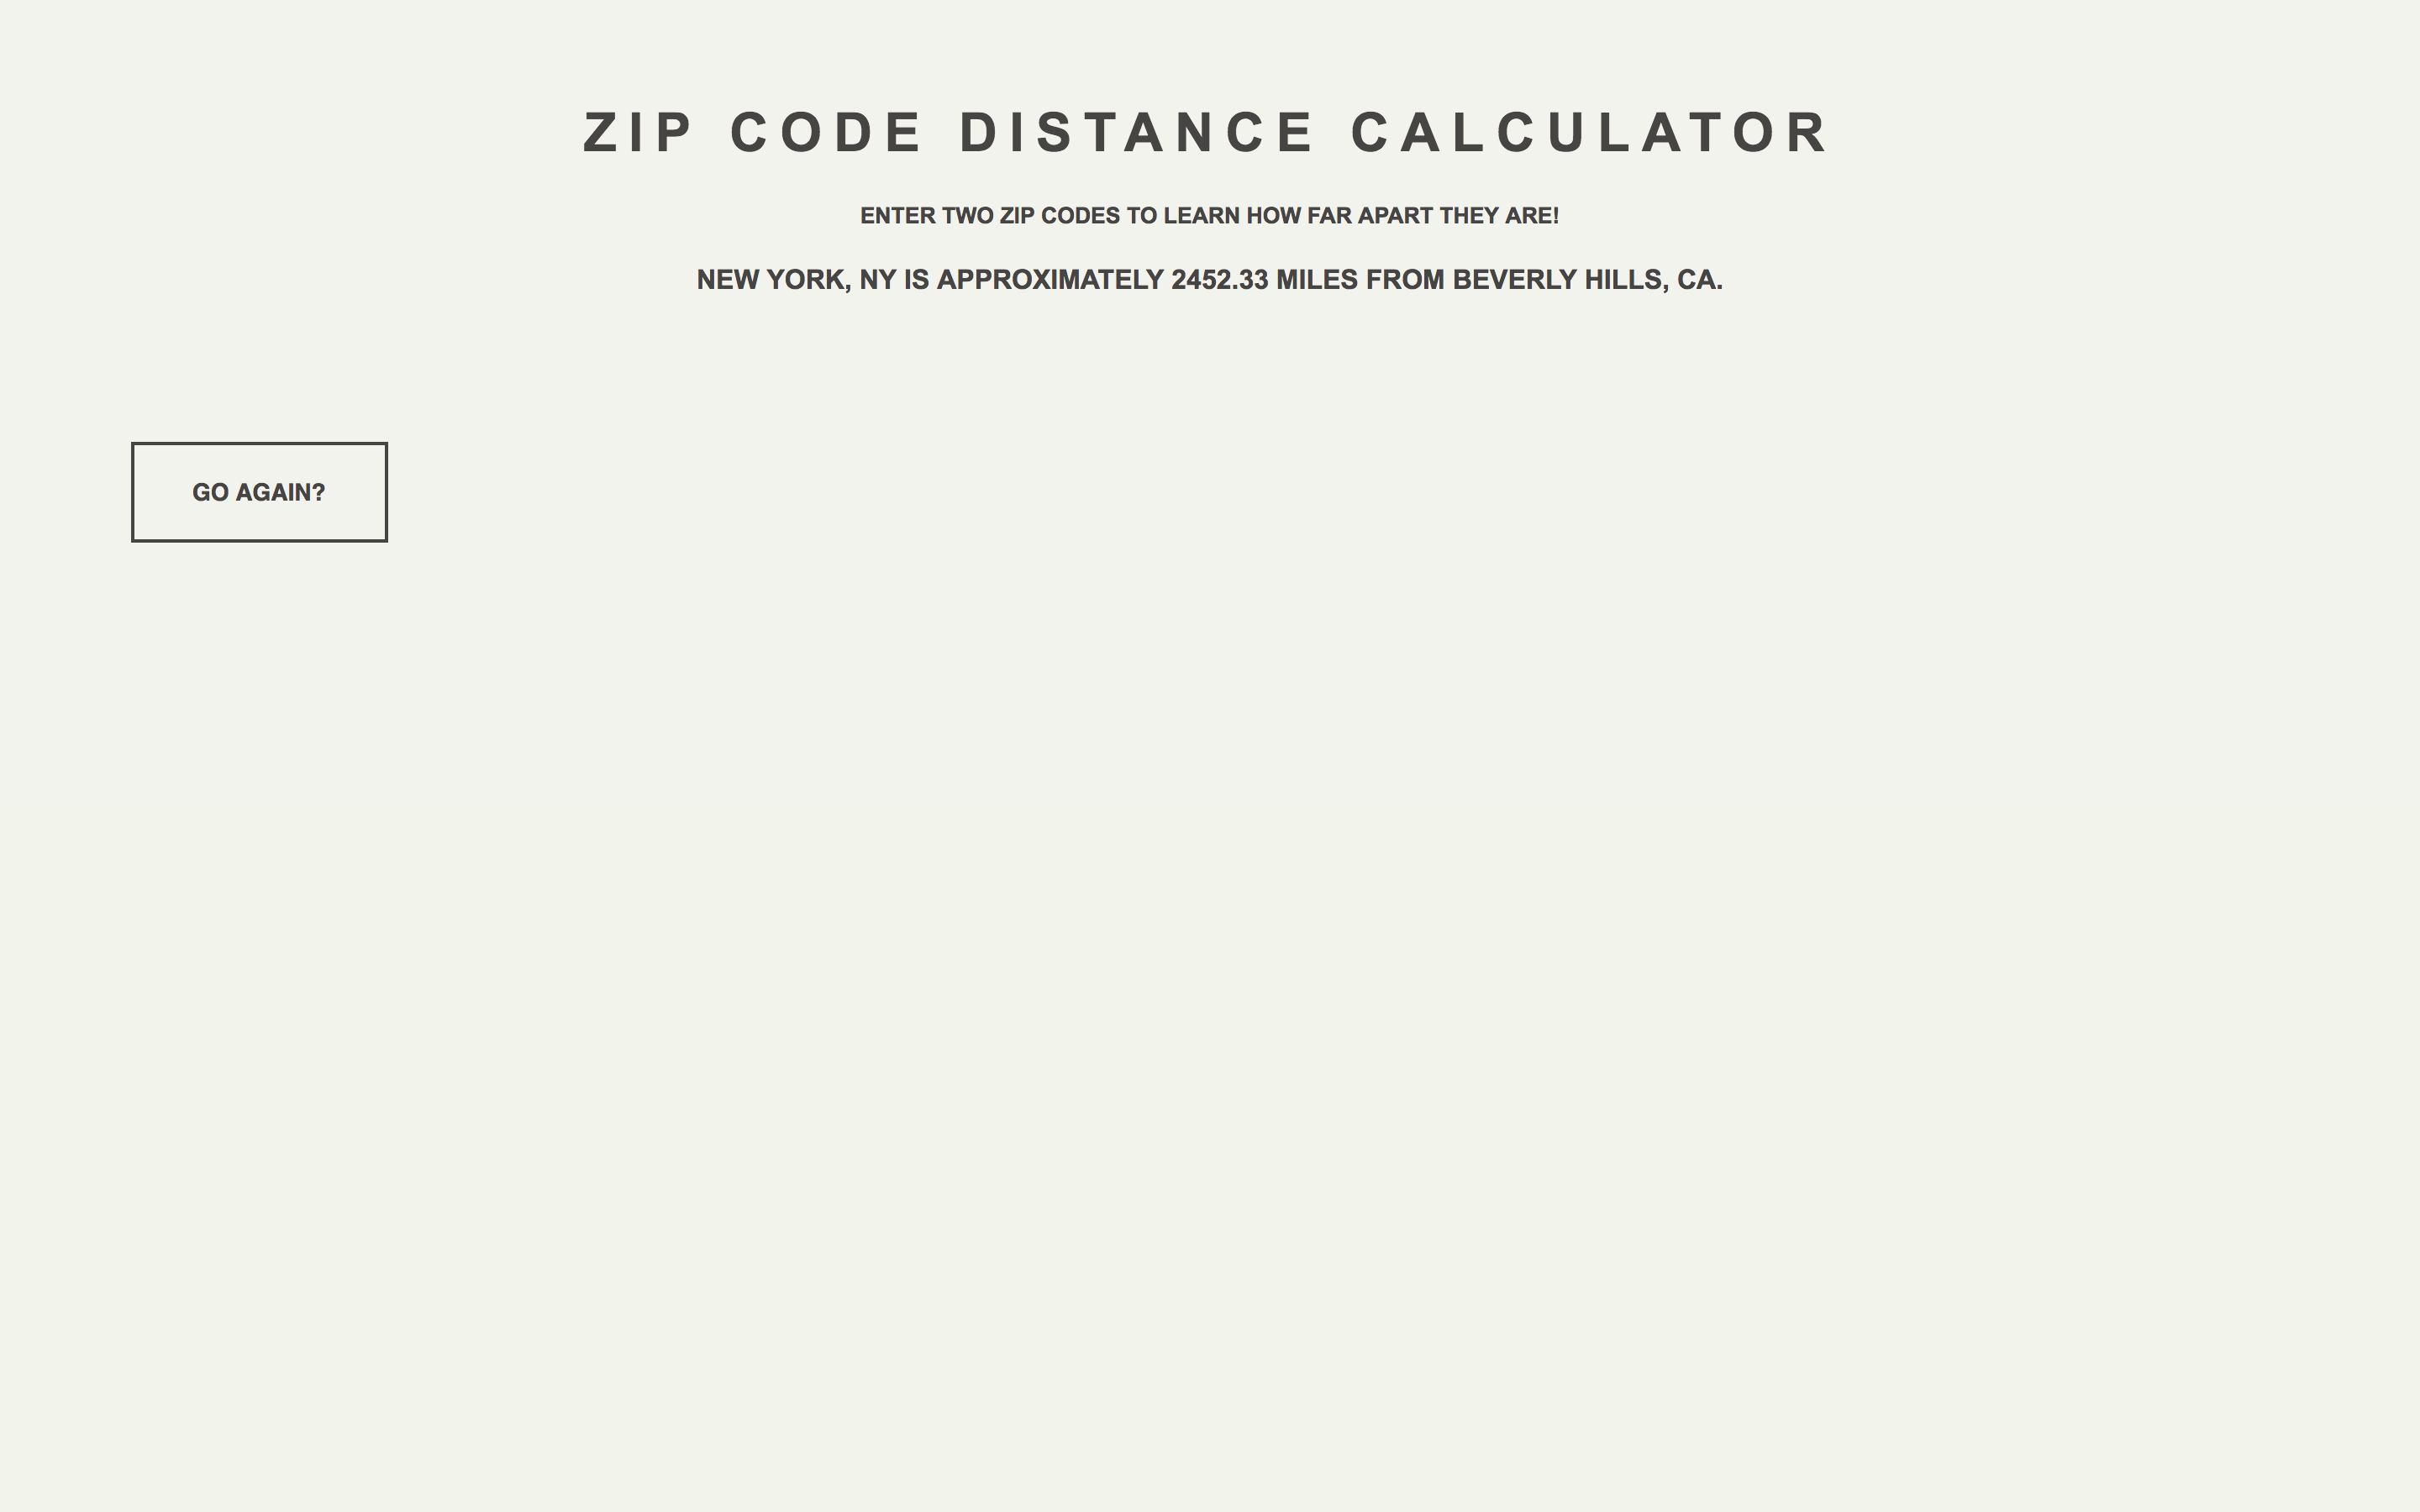 ZIP CODE DISTANCE CALCULATOR
ENTER TWO ZIP CODES TO LEARN HOW FAR APART THEY ARE!
NEW YORK, NY IS APPROXIMATELY 2452.33 MILES FROM BEVERLY HILLS, CA.
GO AGAIN?